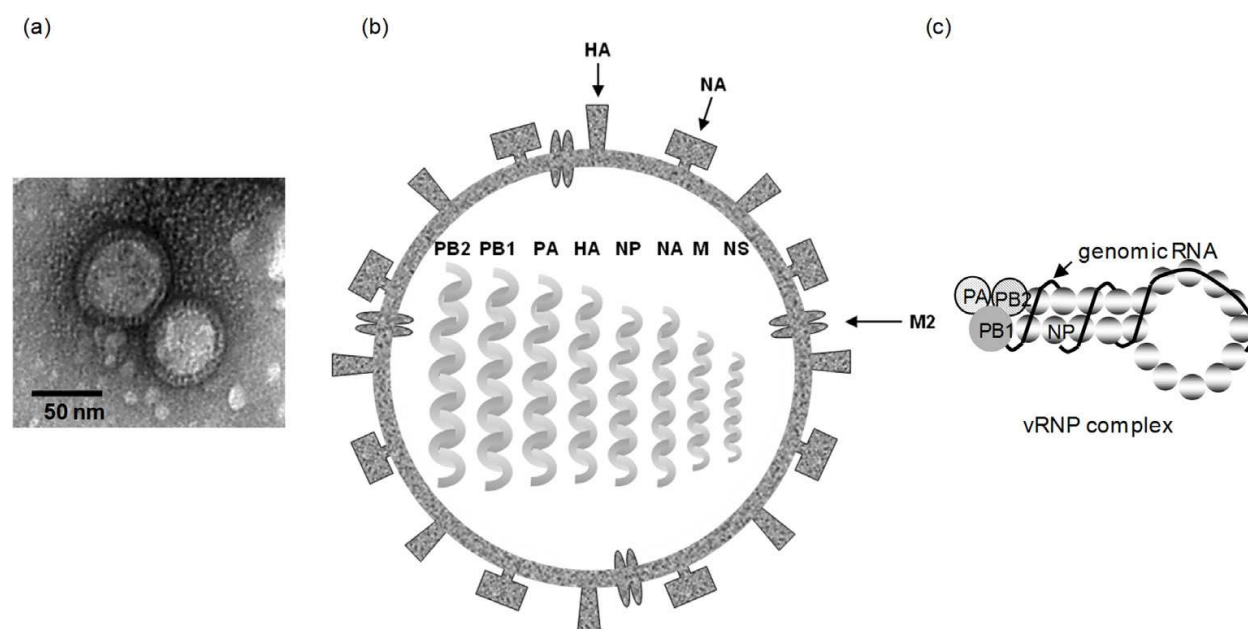 (a)
50 nm
(b)
HA
NA
PB2 PB1 PA HA NP NA M NS
M2
(c)
genomic RNA
PA PB2
PB1 NP
vRNP complex